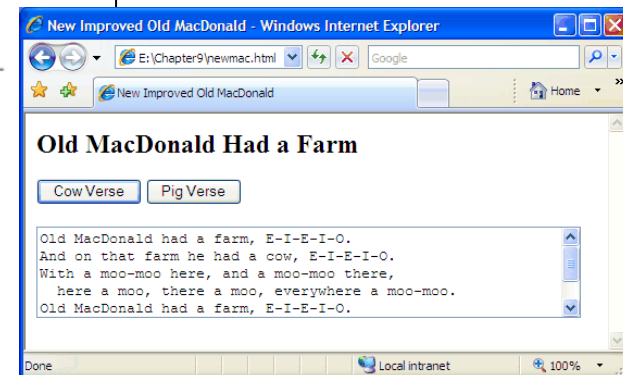 New Improved Old MacDonald - Windows Internet Explorer
E:\Chapter9\newmac.html Google
New Improved Old MacDonald Home »
Old MacDonald Had a Farm
Cow Verse Pig Verse
Old MacDonald had a farm, E-I-E-I-O.
And on that farm he had a cow, E-I-E-I-O.
With a moo-moo here, and a moo-moo there,
  here a moo, there a moo, everywhere a moo-moo.
Old MacDonald had a farm, E-I-E-I-O.
Done Local intranet 100%